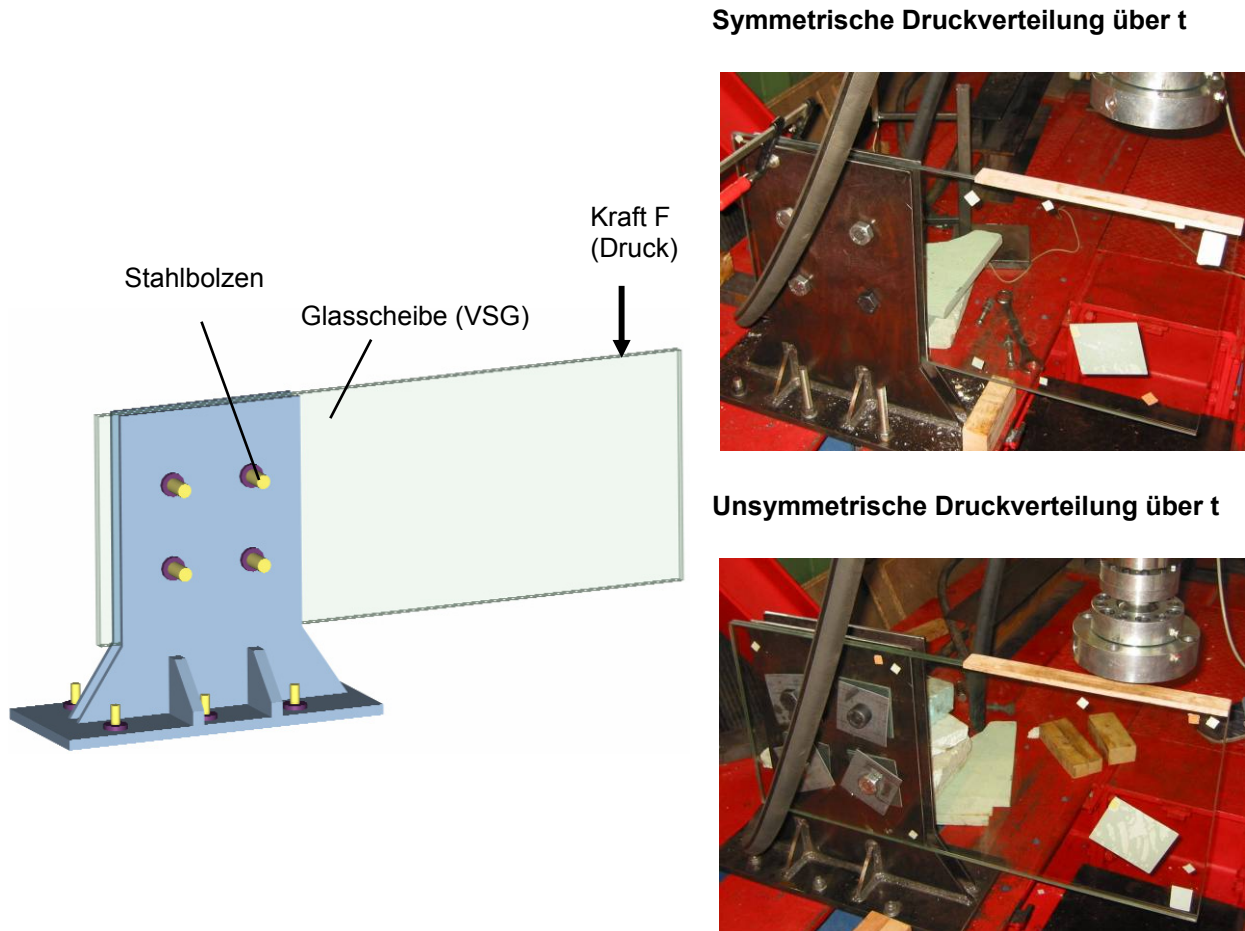 Symmetrische Druckverteilung über t
Kraft F
(Druck)
Stahlbolzen
Glasscheibe (VSG)
Unsymmetrische Druckverteilung über t